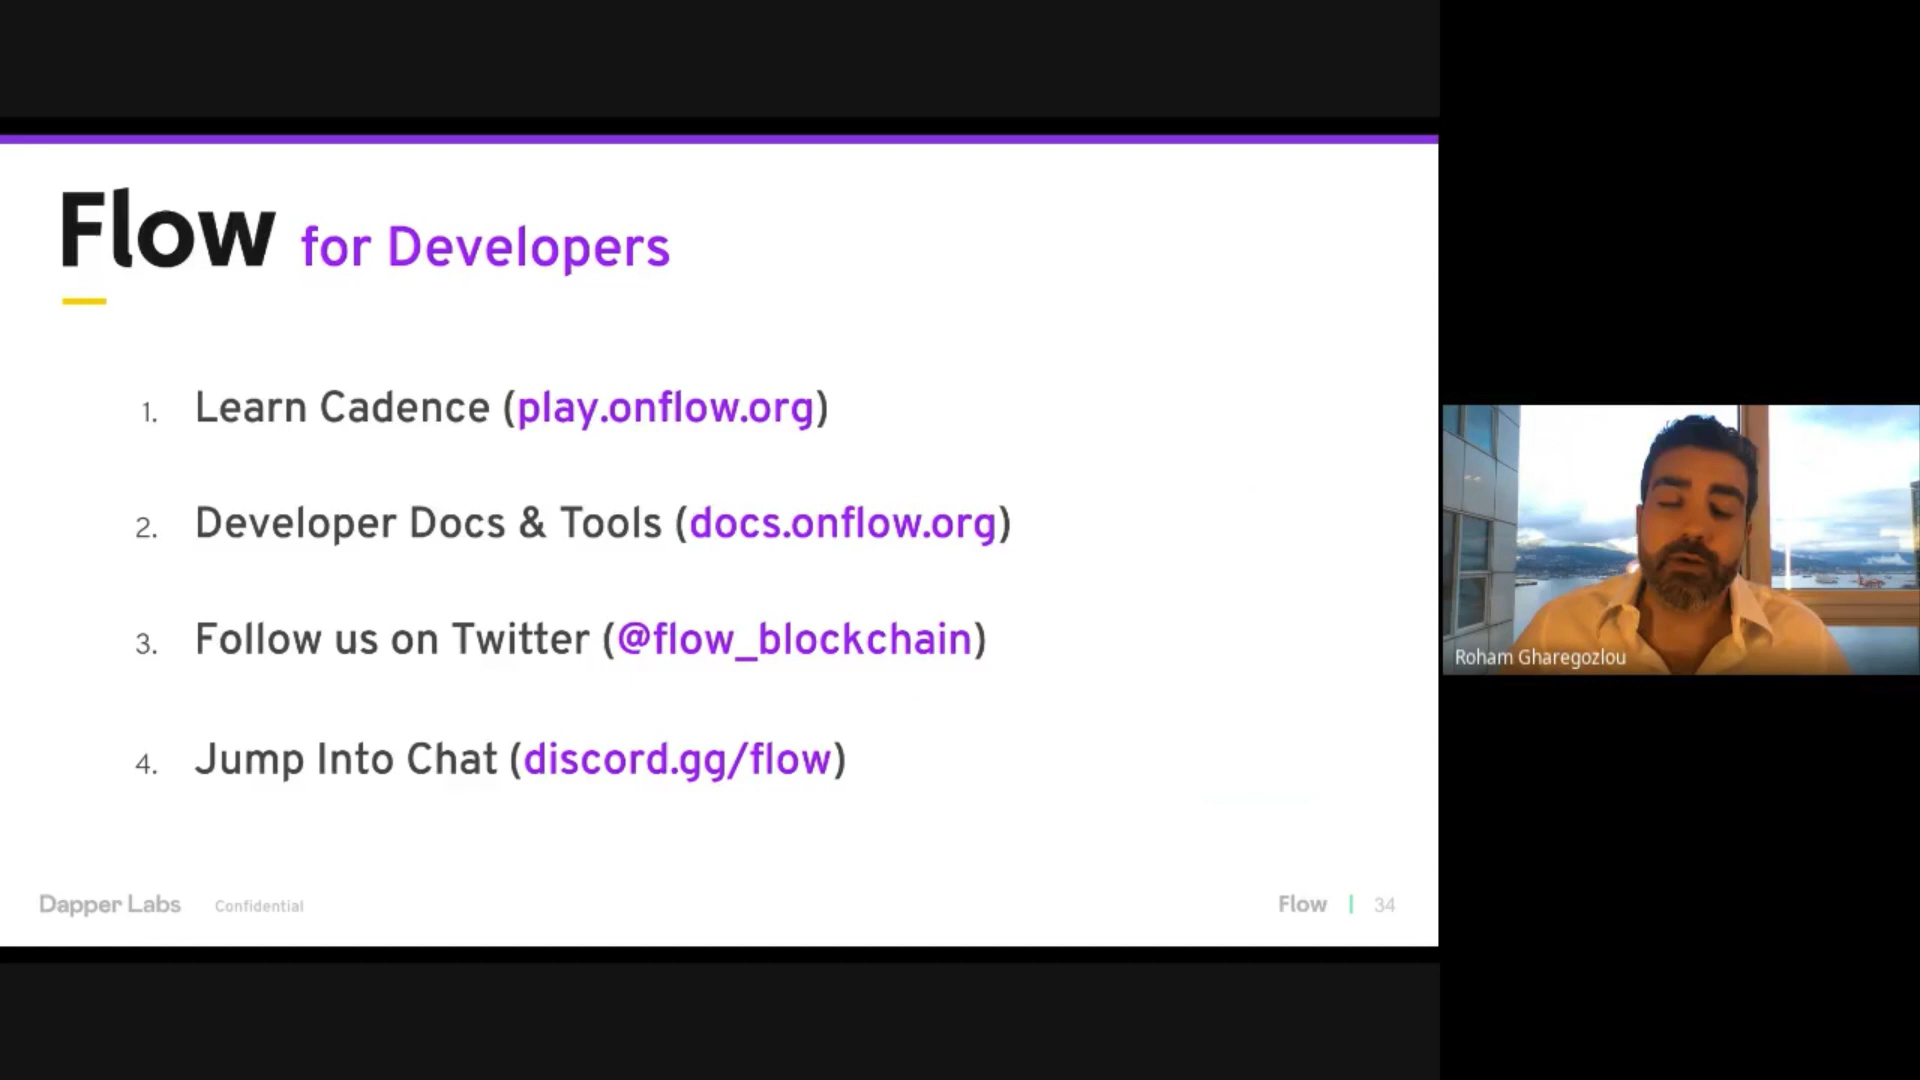 Flow for Developers
1. Learn Cadence (play.onflow.org)
2. Developer Docs & Tools (docs.onflow.org)
3. Follow us on Twitter (@flow_blockchain)
4. Jump Into Chat (discord.gg/flow)
Dapper Labs Confidential Flow | 34
Roham Gharegozlou